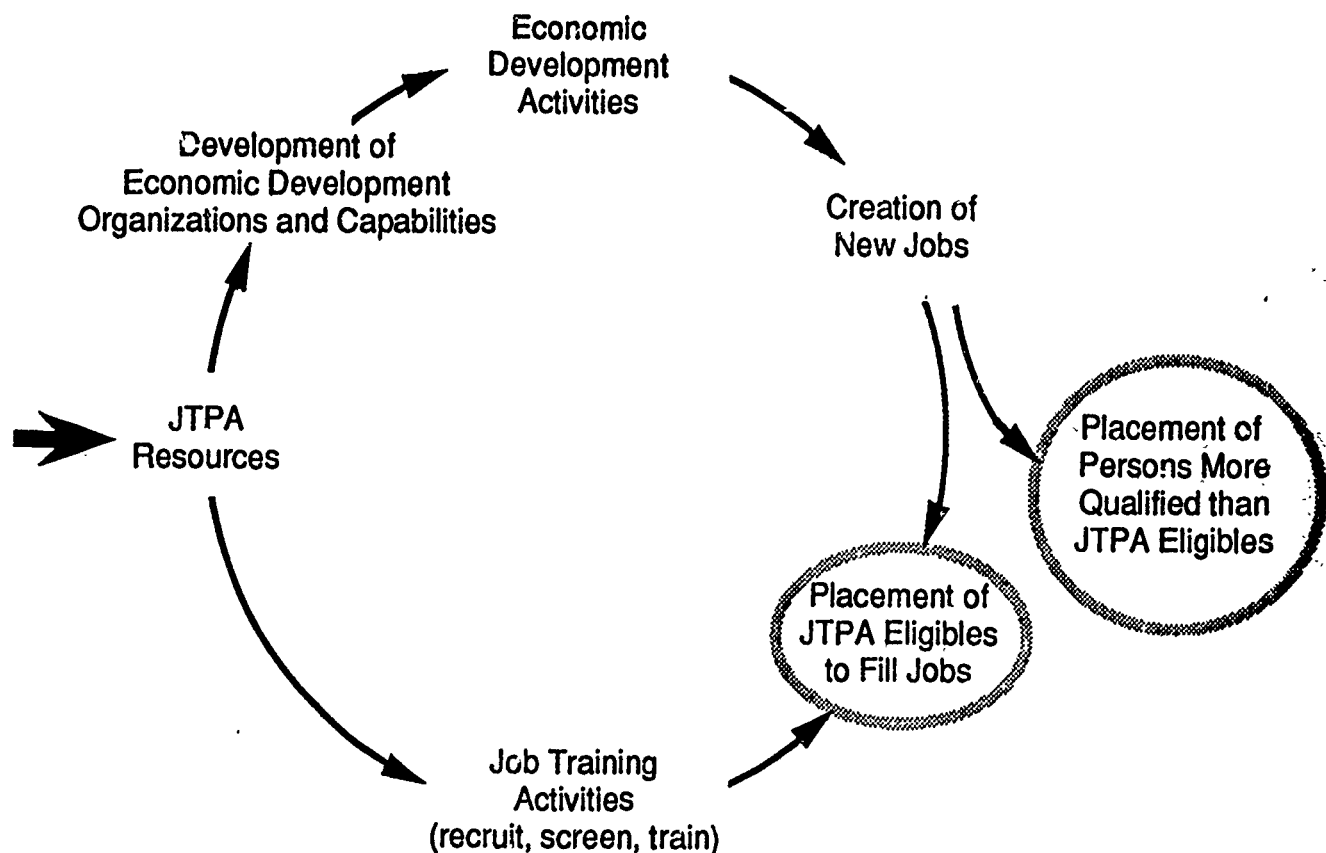 Economic
Development
Activities
Development of
Economic Development
Organizations and Capabilities
Creation of
New Jobs
JTPA
Resources
Placement of
Persons More
Qualified than
JTPA Eligibles
Placement of
JTPA Eligibles
to Fill Jobs
Job Training
Activities
(recruit, screen, train)